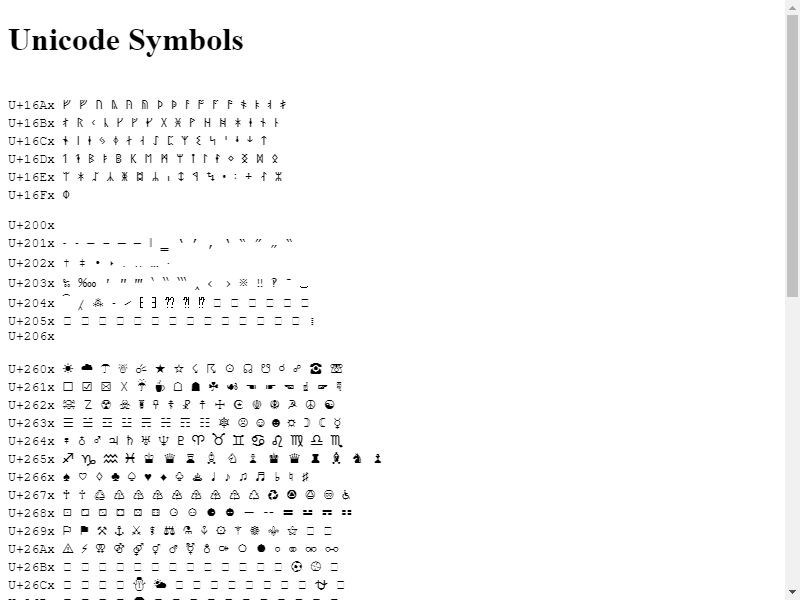 Unicode Symbols
U+16Ax ᚠ ᚡ ᚢ ᚣ ᚤ ᚥ ᚦ ᚧ ᚨ ᚩ ᚪ ᚫ ᚬ ᚭ ᚮ ᚯ
U+16Bx ᚰ ᚱ ᚲ ᚳ ᚴ ᚵ ᚶ ᚷ ᚸ ᚹ ᚺ ᚻ ᚼ ᚽ ᚾ ᚿ
U+16Cx ᛀ ᛁ ᛂ ᛃ ᛄ ᛅ ᛆ ᛇ ᛈ ᛉ ᛊ ᛋ ᛌ ᛍ ᛎ ᛏ
U+16Dx ᛐ ᛑ ᛒ ᛓ ᛔ ᛕ ᛖ ᛗ ᛘ ᛙ ᛚ ᛛ ᛜ ᛝ ᛞ ᛟ
U+16Ex ᛠ ᛡ ᛢ ᛣ ᛤ ᛥ ᛦ ᛧ ᛨ ᛩ ᛪ ᛫ ᛬ ᛭ ᛮ ᛯ
U+16Fx ᛰ
U+200x
U+201x ‐ ‑ ‒ – — ― ‖ ‗ ‘ ’ ‚ ‛ “ ” „ ‟
U+202x † ‡ • ‣ ․ ‥ … ‧
U+203x ‰ ‱ ′ ″ ‴ ‵ ‶ ‷ ‸ ‹ › ※ ‼ ‽ ‾ ‿
U+204x ⁀ ⁁ ⁂ ⁃ ⁄ ⁅ ⁆ ⁇ ⁈ ⁉
U+205x ⁞
U+206x
U+260x ☀ ☁ ☂ ☃ ☄ ★ ☆ ☇ ☈ ☉ ☊ ☋ ☌ ☍ ☎ ☏
U+261x ☐ ☑ ☒ ☓ ☔ ☕ ☖ ☗ ☘ ☙ ☚ ☛ ☜ ☝ ☞ ☟
U+262x ☠ ☡ ☢ ☣ ☤ ☥ ☦ ☧ ☨ ☩ ☪ ☫ ☬ ☭ ☮ ☯
U+263x ☰ ☱ ☲ ☳ ☴ ☵ ☶ ☷ ☸ ☹ ☺ ☻ ☼ ☽ ☾ ☿
U+264x ♀ ♁ ♂ ♃ ♄ ♅ ♆ ♇ ♈ ♉ ♊ ♋ ♌ ♍ ♎ ♏
U+265x ♐ ♑ ♒ ♓ ♔ ♕ ♖ ♗ ♘ ♙ ♚ ♛ ♜ ♝ ♞ ♟
U+266x ♠ ♡ ♢ ♣ ♤ ♥ ♦ ♧ ♨ ♩ ♪ ♫ ♬ ♭ ♮ ♯
U+267x ♰ ♱ ♲ ♳ ♴ ♵ ♶ ♷ ♸ ♹ ♺ ♻ ♼ ♽ ♾ ♿
U+268x ⚀ ⚁ ⚂ ⚃ ⚄ ⚅ ⚆ ⚇ ⚈ ⚉ ⚊ ⚋ ⚌ ⚍ ⚎ ⚏
U+269x ⚐ ⚑ ⚒ ⚓ ⚔ ⚕ ⚖ ⚗ ⚘ ⚙ ⚚ ⚛ ⚜ ⚝
U+26Ax ⚠ ⚡ ⚢ ⚣ ⚤ ⚥ ⚦ ⚧ ⚨ ⚩ ⚪ ⚫ ⚬ ⚭ ⚮ ⚯
U+26Bx ⚽ ⚾
U+26Cx ⛄ ⛅ ⛎